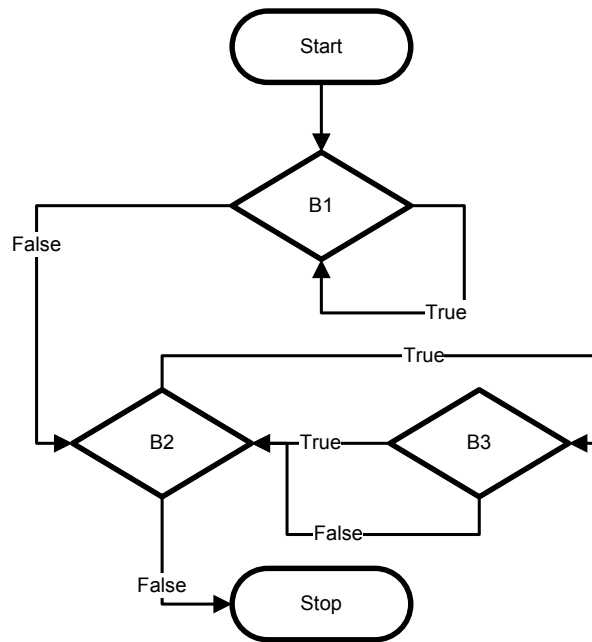 Start
B1
False
True
True
B2
True
B3
False
False
Stop